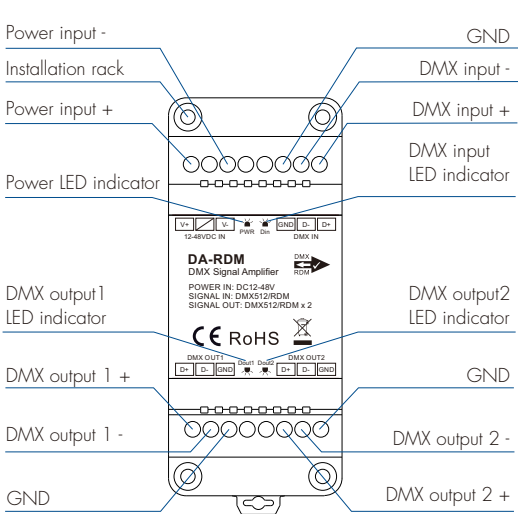 Power input -
GND
Installation rack
DMX input -
Power input +
DMX input +
DMX input
LED indicator
Power LED indicator
V+ V- PWR Din GND D- D+
12-48VDC IN DMX IN
DA-RDM
DMX Signal Amplifier
DMX
RDM
POWER IN: DC12-48V
SIGNAL IN: DMX512/RDM
SIGNAL OUT: DMX512/RDM x 2
DMX output1
LED indicator
DMX output2
LED indicator
CE RoHS
DMX OUT1 Dout1 Dout2 DMX OUT2
D+ D- GND D+ D- GND
DMX output 1 +
GND
DMX output 1 -
DMX output 2 -
GND
DMX output 2 +